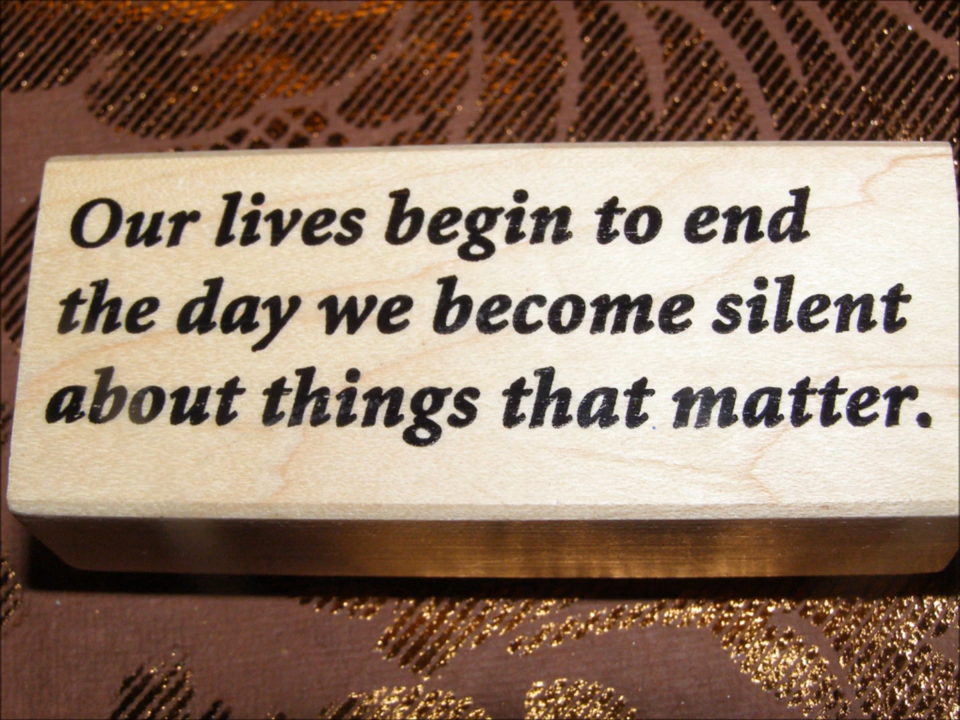 Our lives begin to end
the day we become silent
about things that matter.